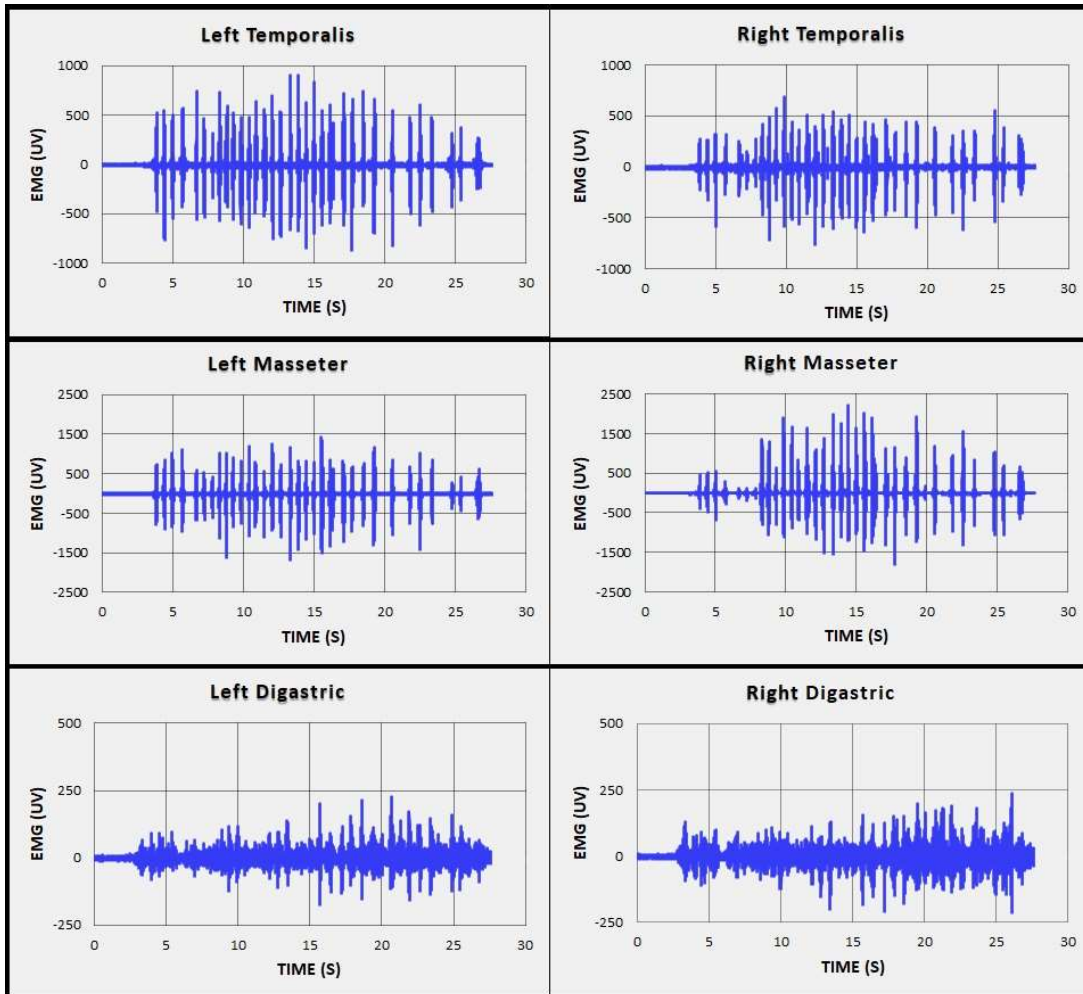 Left Temporalis
1000
500
0
-500
-1000
EMG (UV)
0 5 10 15 20 25 30
TIME (S)
Right Temporalis
1000
500
0
-500
-1000
EMG (UV)
0 5 10 15 20 25 30
TIME (S)
Left Masseter
2500
1500
500
-500
-1500
-2500
EMG (UV)
0 5 10 15 20 25 30
TIME (S)
Right Masseter
2500
1500
500
-500
-1500
-2500
EMG (UV)
0 5 10 15 20 25 30
TIME (S)
Left Digastric
500
250
0
-250
EMG (UV)
0 5 10 15 20 25 30
TIME (S)
Right Digastric
500
250
0
-250
EMG (UV)
0 5 10 15 20 25 30
TIME (S)